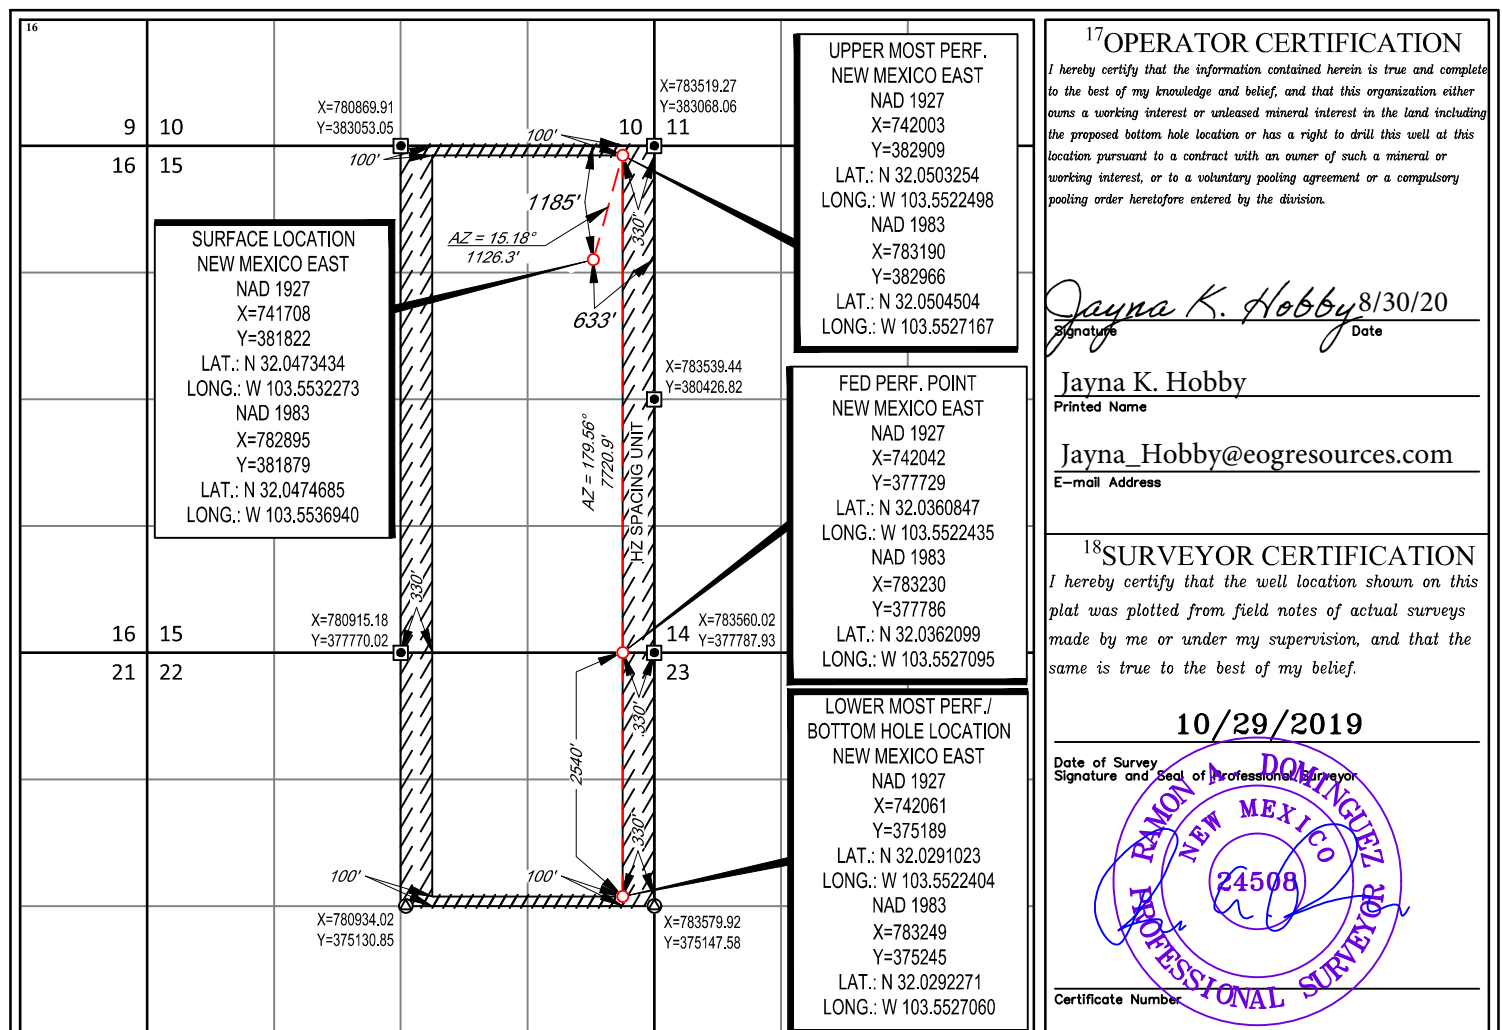 16
X=780869.91
Y=383053.05
X=783519.27
Y=383068.06
9 10
10 11
16 15
100'
100'
1185'
330'
AZ = 15.18°
1126.3'
633'
SURFACE LOCATION
NEW MEXICO EAST
NAD 1927
X=741708
Y=381822
LAT.: N 32.0473434
LONG.: W 103.5532273
NAD 1983
X=782895
Y=381879
LAT.: N 32.0474685
LONG.: W 103.5536940
UPPER MOST PERF.
NEW MEXICO EAST
NAD 1927
X=742003
Y=382909
LAT.: N 32.0503254
LONG.: W 103.5522498
NAD 1983
X=783190
Y=382966
LAT.: N 32.0504504
LONG.: W 103.5527167
X=783539.44
Y=380426.82
AZ = 179.56°
7720.9'
HZ SPACING UNIT
FED PERF. POINT
NEW MEXICO EAST
NAD 1927
X=742042
Y=377729
LAT.: N 32.0360847
LONG.: W 103.5522435
NAD 1983
X=783230
Y=377786
LAT.: N 32.0362099
LONG.: W 103.5527095
330'
X=780915.18
Y=377770.02
X=783560.02
Y=377787.93
16 15
14
21 22
23
330'
2540'
330'
LOWER MOST PERF./
BOTTOM HOLE LOCATION
NEW MEXICO EAST
NAD 1927
X=742061
Y=375189
LAT.: N 32.0291023
LONG.: W 103.5522404
NAD 1983
X=783249
Y=375245
LAT.: N 32.0292271
LONG.: W 103.5527060
100'
100'
X=780934.02
Y=375130.85
X=783579.92
Y=375147.58
17OPERATOR CERTIFICATION
I hereby certify that the information contained herein is true and complete
to the best of my knowledge and belief, and that this organization either
owns a working interest or unleased mineral interest in the land including
the proposed bottom hole location or has a right to drill this well at this
location pursuant to a contract with an owner of such a mineral or
working interest, or to a voluntary pooling agreement or a compulsory
pooling order heretofore entered by the division.
Jayna K. Hobby 8/30/20
Signature Date
Jayna K. Hobby
Printed Name
Jayna_Hobby@eogresources.com
E-mail Address
18SURVEYOR CERTIFICATION
I hereby certify that the well location shown on this
plat was plotted from field notes of actual surveys
made by me or under my supervision, and that the
same is true to the best of my belief.
10/29/2019
Date of Survey
Signature and Seal of Professional Surveyor
RAMON A. DOMINGUEZ
NEW MEXICO
24508
PROFESSIONAL SURVEYOR
Certificate Number